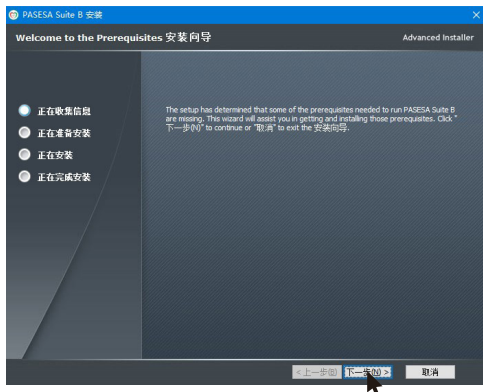 PASESA Suite B 安装
Welcome to the Prerequisites 安装向导
Advanced Installer
正在收集信息
正在准备安装
正在安装
正在完成安装
The setup has determined that some of the prerequisites needed to run PASESA Suite B
are missing. This wizard will assist you in getting and installing those prerequisites. Click "
下一步(N)" to continue or "取消" to exit the 安装向导.
<上一步(B)
下一步(N) >
取消